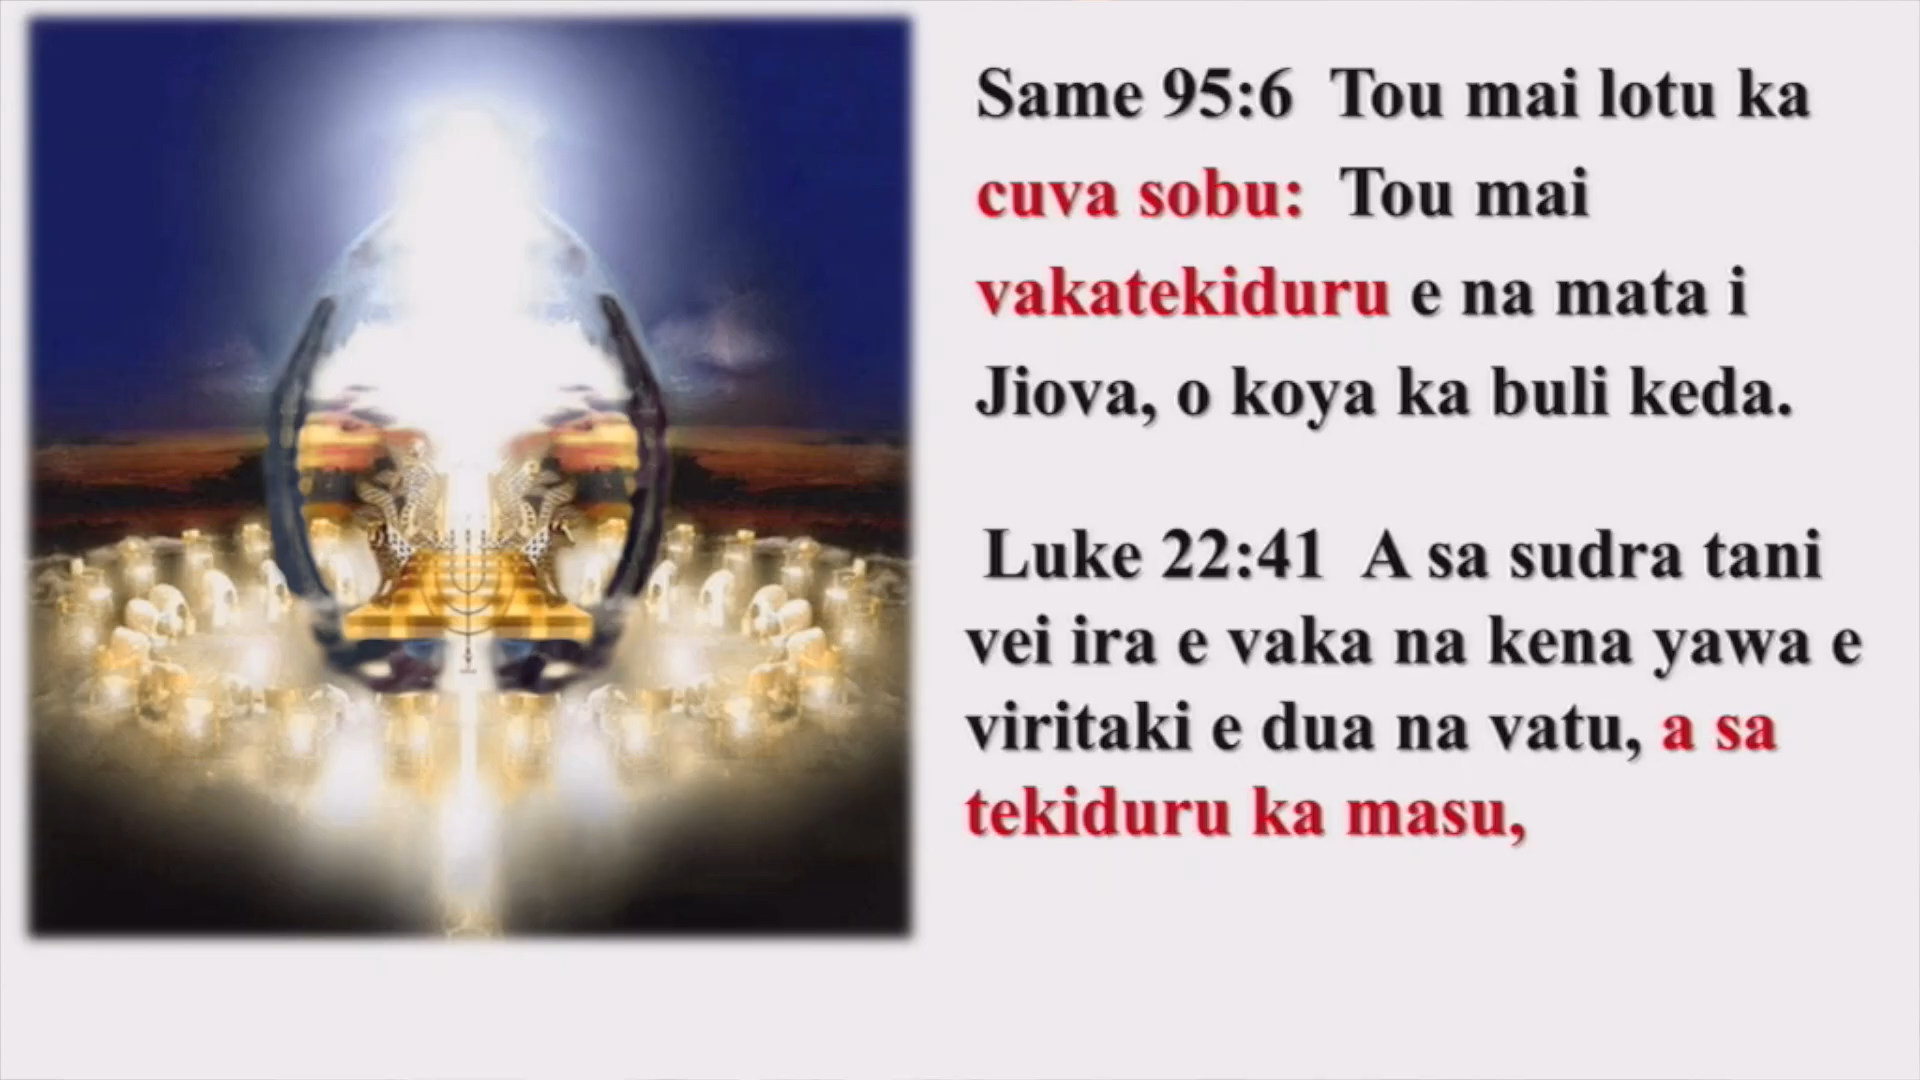 Same 95:6 Tou mai lotu ka
cuva sobu: Tou mai
vakatekiduru e na mata i
Jiova, o koya ka buli keda.
Luke 22:41 A sa sudra tani
vei ira e vaka na kena yawa e
viritaki e dua na vatu, a sa
tekiduru ka masu,